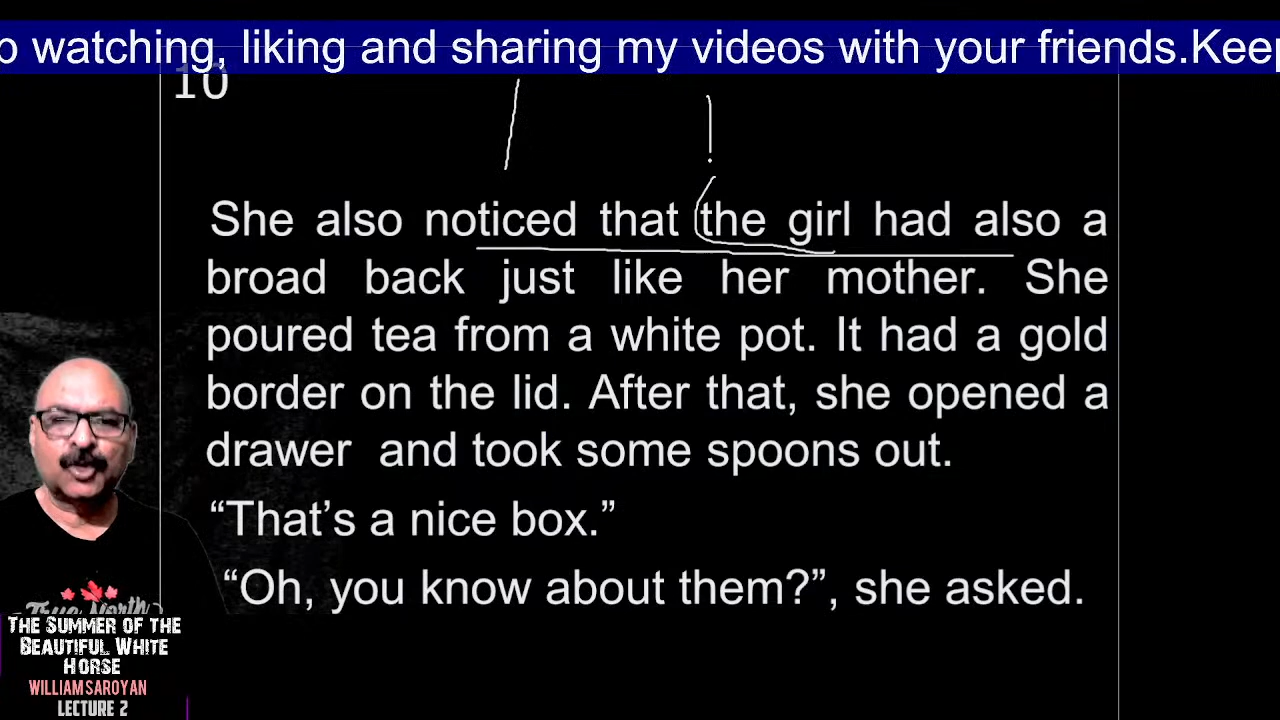 o watching, liking and sharing my videos with your friends.Keep
10
She also noticed that the girl had also a
broad back just like her mother. She
poured tea from a white pot. It had a gold
border on the lid. After that, she opened a
drawer and took some spoons out.
“That’s a nice box.”
“Oh, you know about them?”, she asked.
True North
THE SUMMER OF THE
BEAUTIFUL WHITE
HORSE
WILLIAM SAROYAN
LECTURE 2